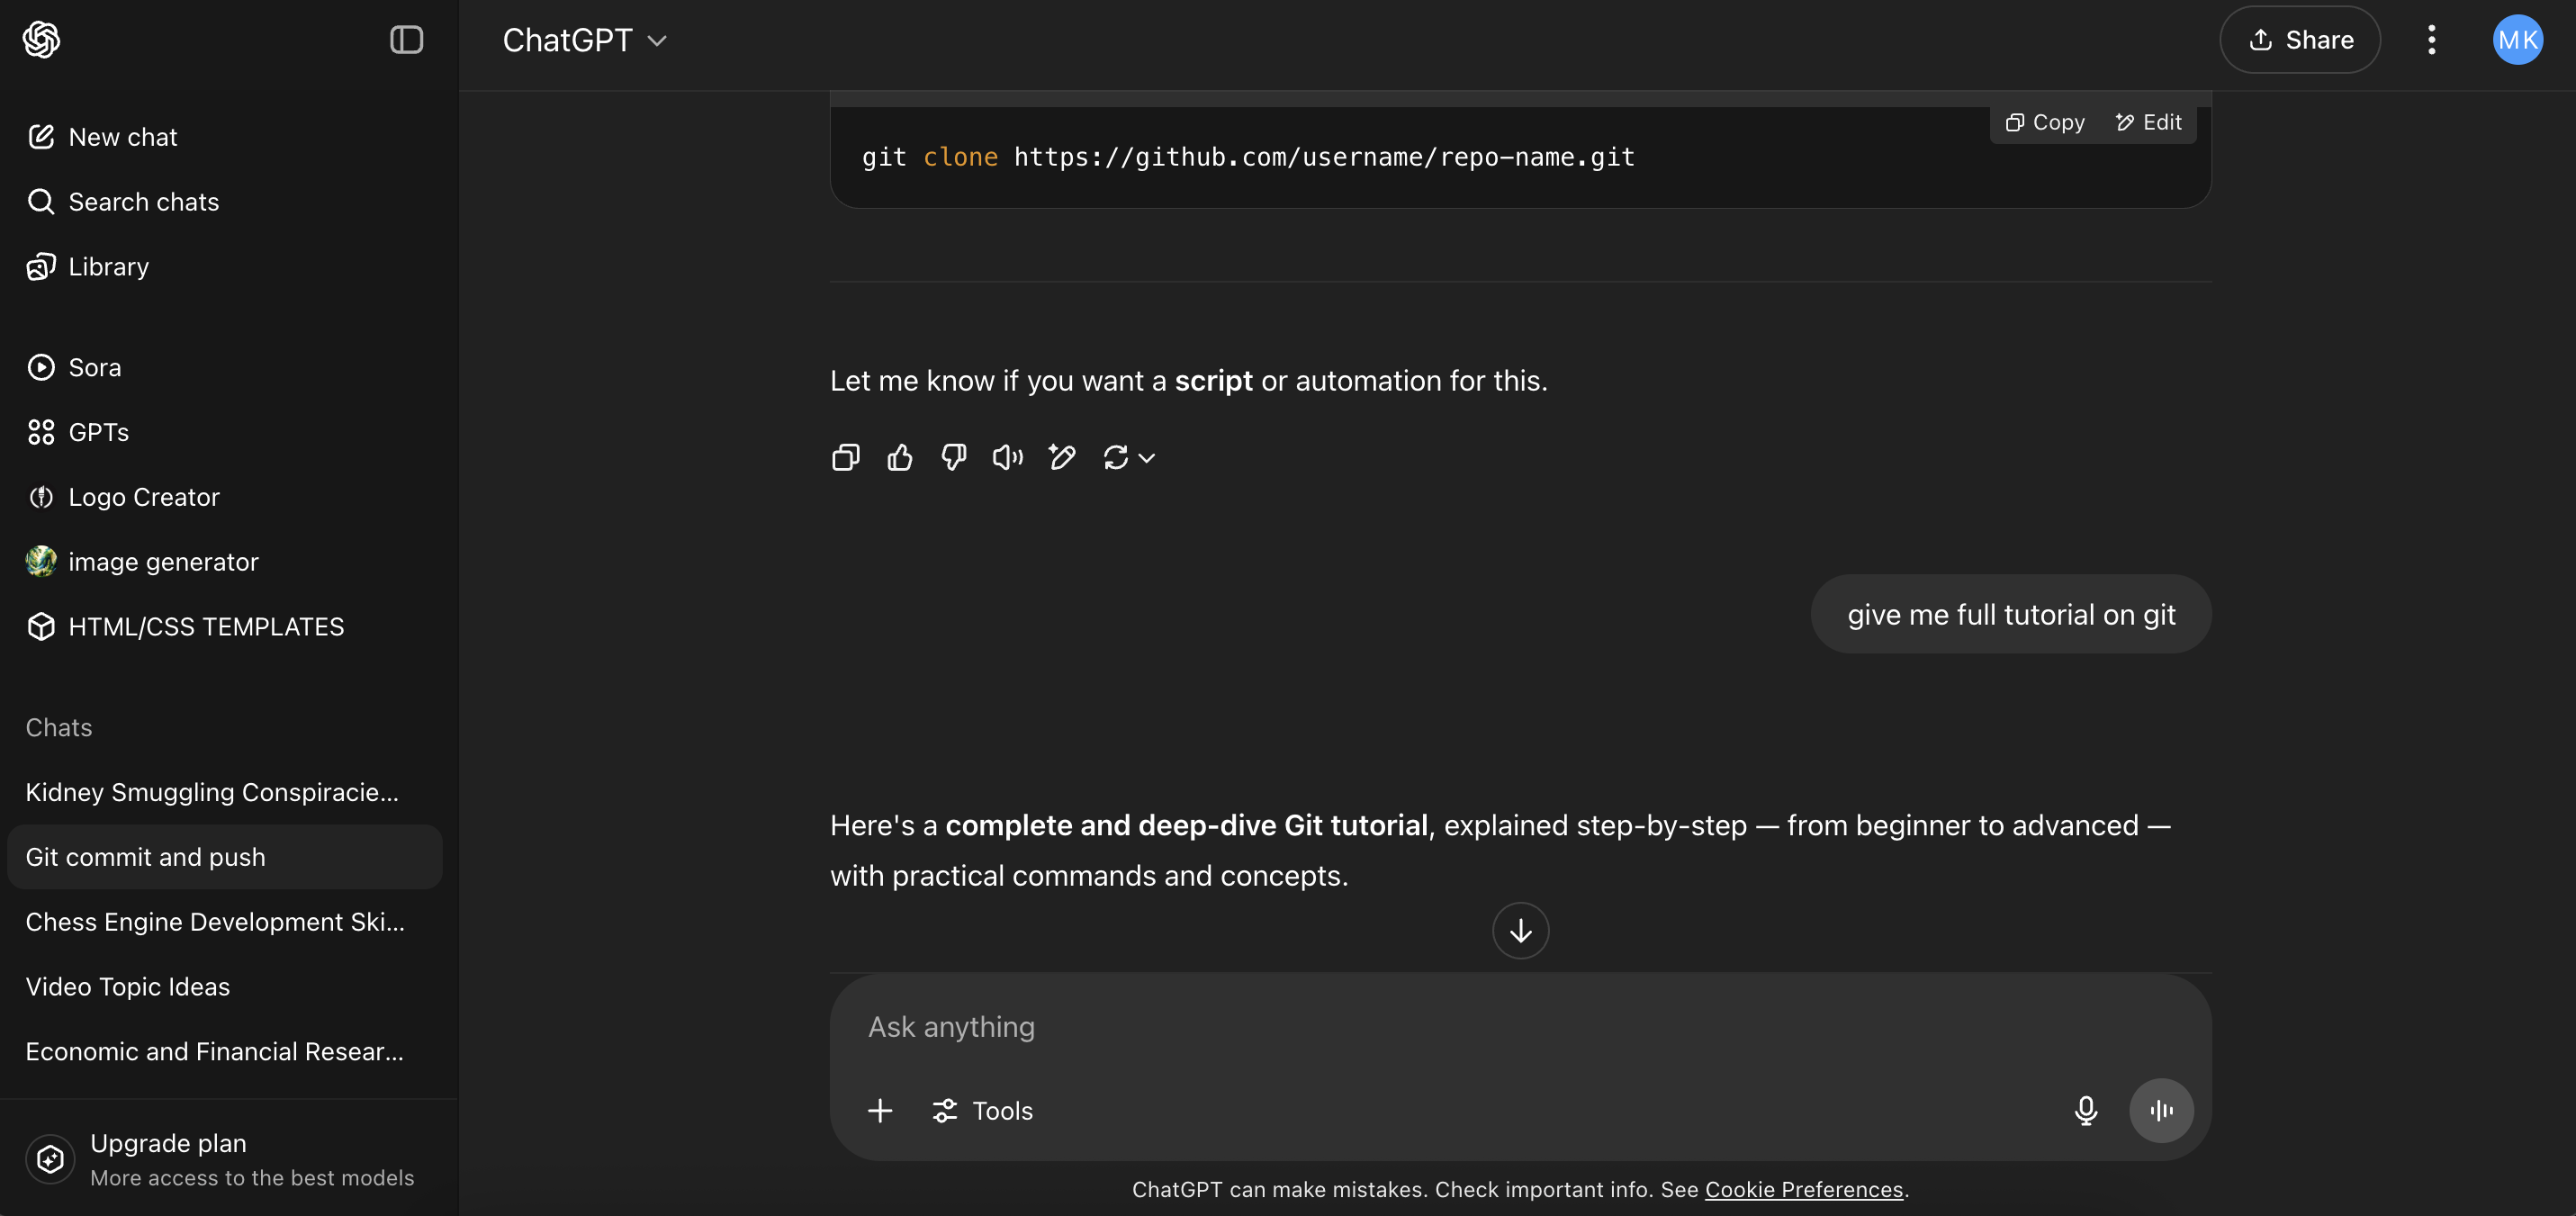 ChatGPT
Share
MK
New chat
Search chats
Library
Sora
GPTs
Logo Creator
image generator
HTML/CSS TEMPLATES
Chats
Kidney Smuggling Conspiracie...
Git commit and push
Chess Engine Development Ski...
Video Topic Ideas
Economic and Financial Resear...
Upgrade plan
More access to the best models
Copy Edit
git clone https://github.com/username/repo-name.git
Let me know if you want a script or automation for this.
give me full tutorial on git
Here's a complete and deep-dive Git tutorial, explained step-by-step — from beginner to advanced —
with practical commands and concepts.
Ask anything
Tools
ChatGPT can make mistakes. Check important info. See Cookie Preferences.